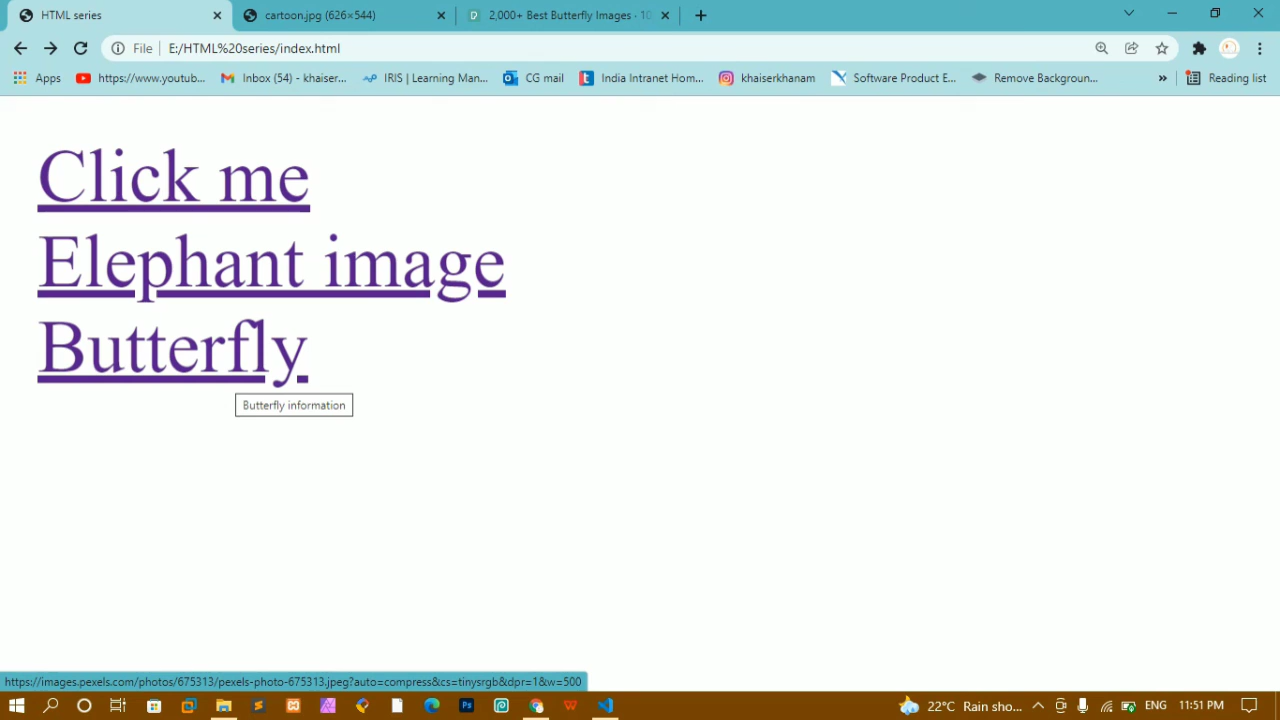 HTML series
cartoon.jpg (626×544)
2,000+ Best Butterfly Images · 10
File
E:/HTML%20series/index.html
Apps
https://www.youtub...
Inbox (54) - khaiser...
IRIS | Learning Man...
CG mail
India Intranet Hom...
khaiserkhanam
Software Product E...
Remove Backgroun...
»
Reading list
Click me
Elephant image
Butterfly
Butterfly information
https://images.pexels.com/photos/675313/pexels-photo-675313.jpeg?auto=compress&cs=tinysrgb&dpr=1&w=500
22°C Rain sho...
ENG
11:51 PM